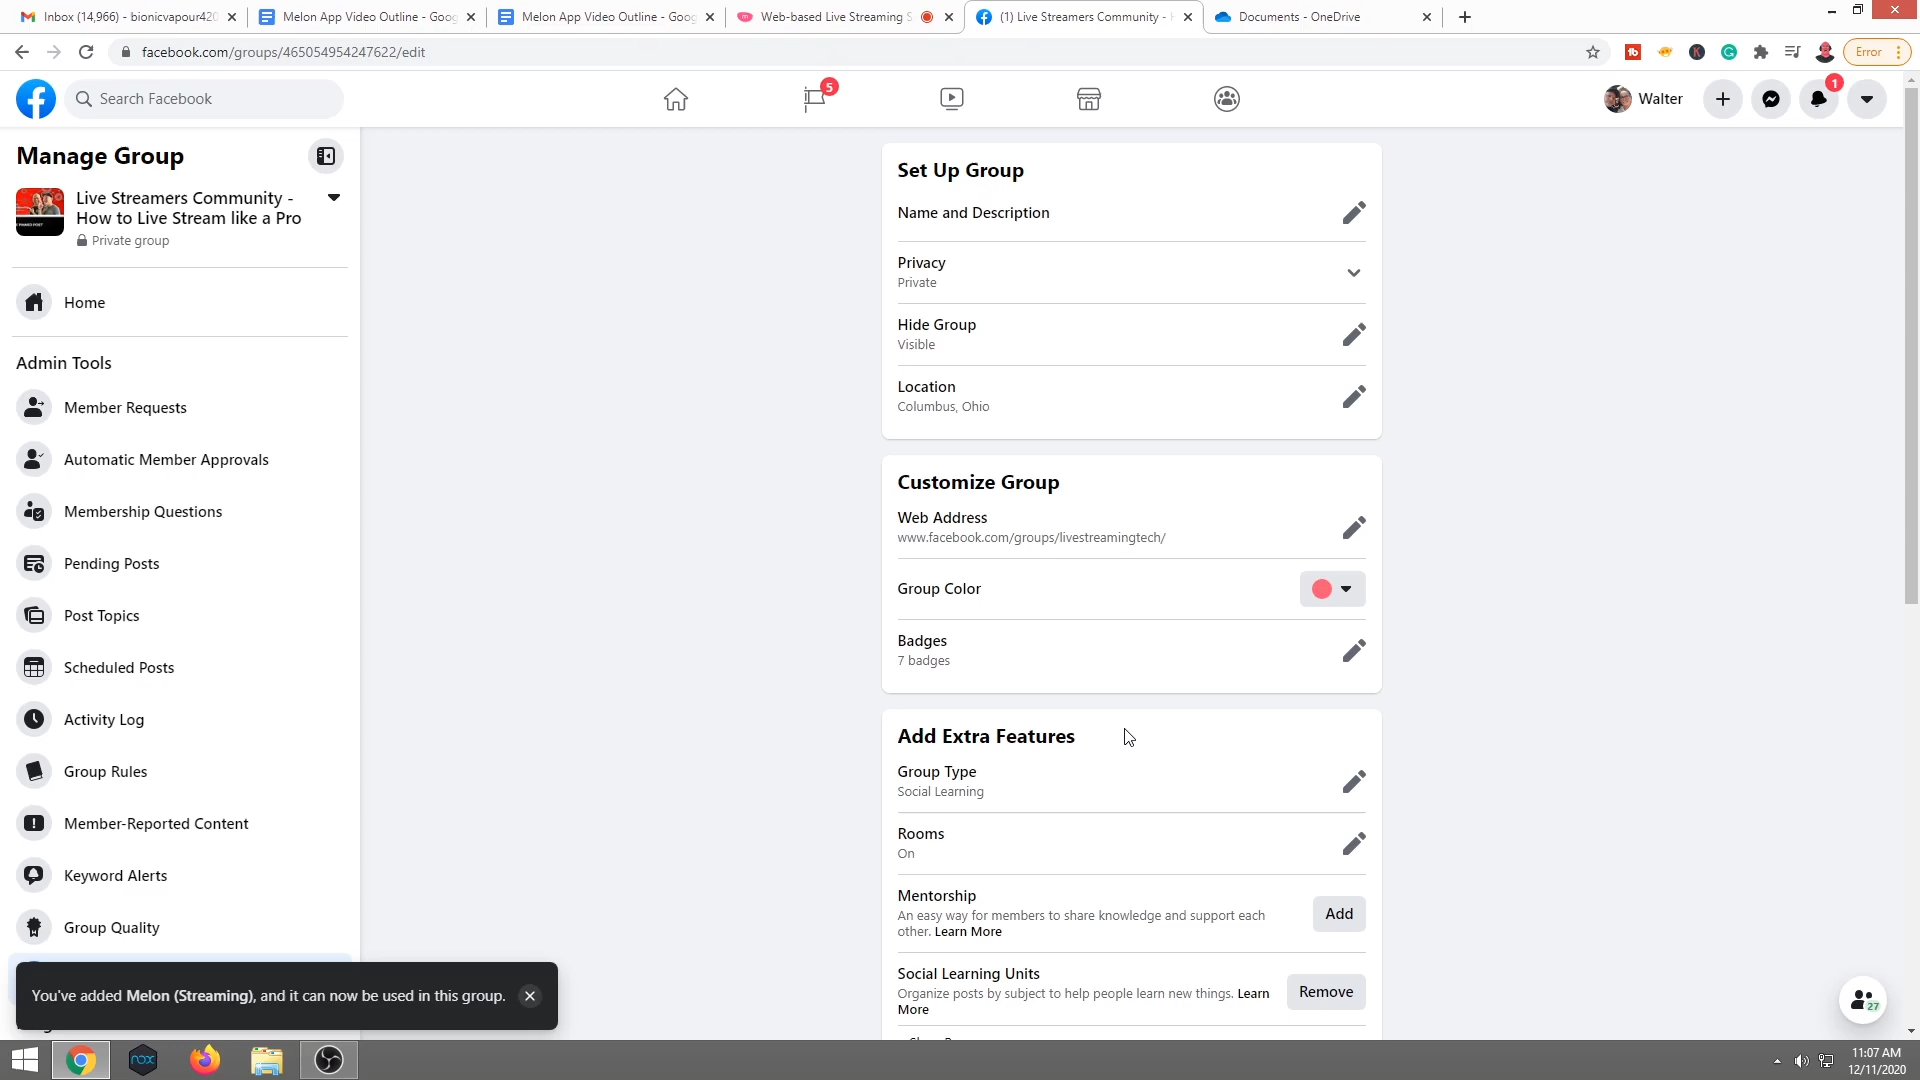 Inbox (14,966) - bionicvapour420
Melon App Video Outline - Goog
Melon App Video Outline - Goog
Web-based Live Streaming S
(1) Live Streamers Community - H
Documents - OneDrive
facebook.com/groups/465054954247622/edit
Error
Search Facebook
5
Walter
1
Manage Group
Live Streamers Community -
How to Live Stream like a Pro
Private group
Home
Admin Tools
Member Requests
Automatic Member Approvals
Membership Questions
Pending Posts
Post Topics
Scheduled Posts
Activity Log
Group Rules
Member-Reported Content
Keyword Alerts
Group Quality
You've added Melon (Streaming), and it can now be used in this group.
Set Up Group
Name and Description
Privacy
Private
Hide Group
Visible
Location
Columbus, Ohio
Customize Group
Web Address
www.facebook.com/groups/livestreamingtech/
Group Color
Badges
7 badges
Add Extra Features
Group Type
Social Learning
Rooms
On
Mentorship
An easy way for members to share knowledge and support each
other. Learn More
Add
Social Learning Units
Organize posts by subject to help people learn new things. Learn
More
Remove
27
nox
11:07 AM
12/11/2020